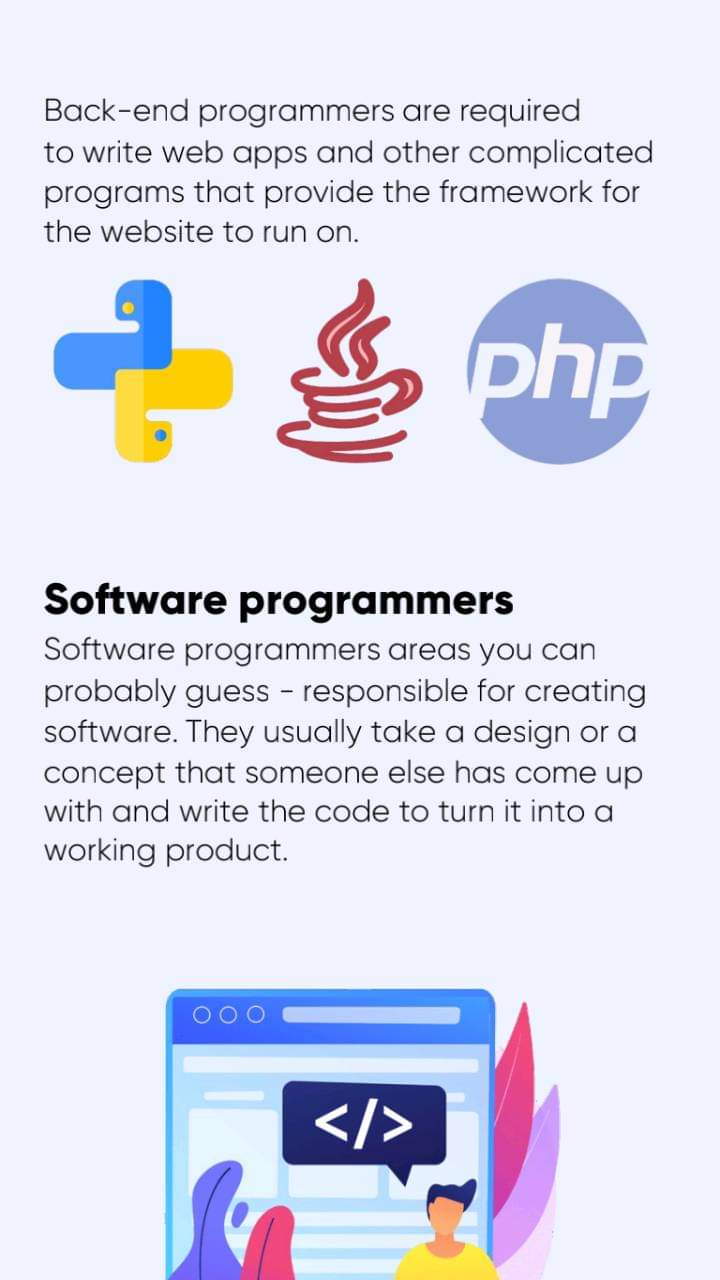 Back-end programmers are required
to write web apps and other complicated
programs that provide the framework for
the website to run on.
php
Software programmers
Software programmers areas you can
probably guess - responsible for creating
software. They usually take a design or a
concept that someone else has come up
with and write the code to turn it into a
working product.
</>